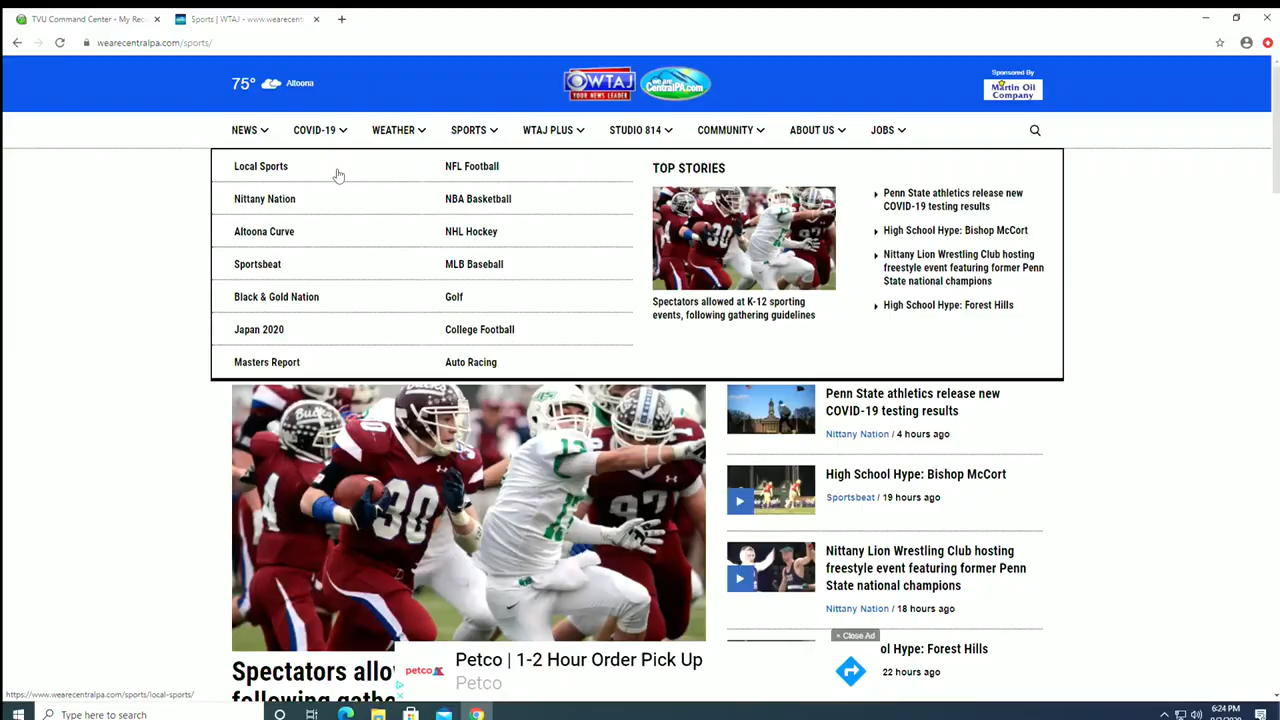 TVU Command Center - My Rec
Sports | WTAJ - www.wearecent
wearecentralpa.com/sports/
75° Altoona
WTAJ
YOUR NEWS LEADER
we are
CentralPA.com
Sponsored By
Martin Oil
Company
NEWS COVID-19 WEATHER SPORTS WTAJ PLUS STUDIO 814 COMMUNITY ABOUT US JOBS
Local Sports
Nittany Nation
Altoona Curve
Sportsbeat
Black & Gold Nation
Japan 2020
Masters Report
NFL Football
NBA Basketball
NHL Hockey
MLB Baseball
Golf
College Football
Auto Racing
TOP STORIES
Spectators allowed at K-12 sporting
events, following gathering guidelines
Penn State athletics release new
COVID-19 testing results
High School Hype: Bishop McCort
Nittany Lion Wrestling Club hosting
freestyle event featuring former Penn
State national champions
High School Hype: Forest Hills
Bucks
30
12
97
Spectators allo
following gathe
Penn State athletics release new
COVID-19 testing results
Nittany Nation / 4 hours ago
High School Hype: Bishop McCort
Sportsbeat / 19 hours ago
Nittany Lion Wrestling Club hosting
freestyle event featuring former Penn
State national champions
Nittany Nation / 18 hours ago
× Close Ad
ol Hype: Forest Hills
22 hours ago
petco
Petco | 1-2 Hour Order Pick Up
Petco
https://www.wearecentralpa.com/sports/local-sports/
Type here to search
6:24 PM